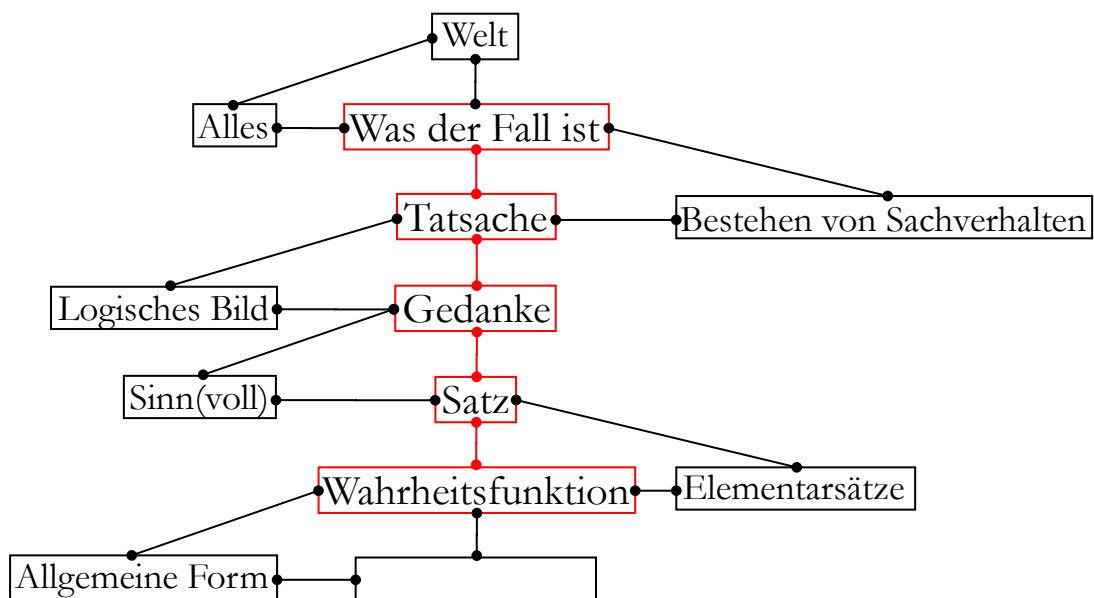 Welt
Alles
Was der Fall ist
Tatsache
Bestehen von Sachverhalten
Logisches Bild
Gedanke
Sinn(voll)
Satz
Wahrheitsfunktion
Elementarsätze
Allgemeine Form